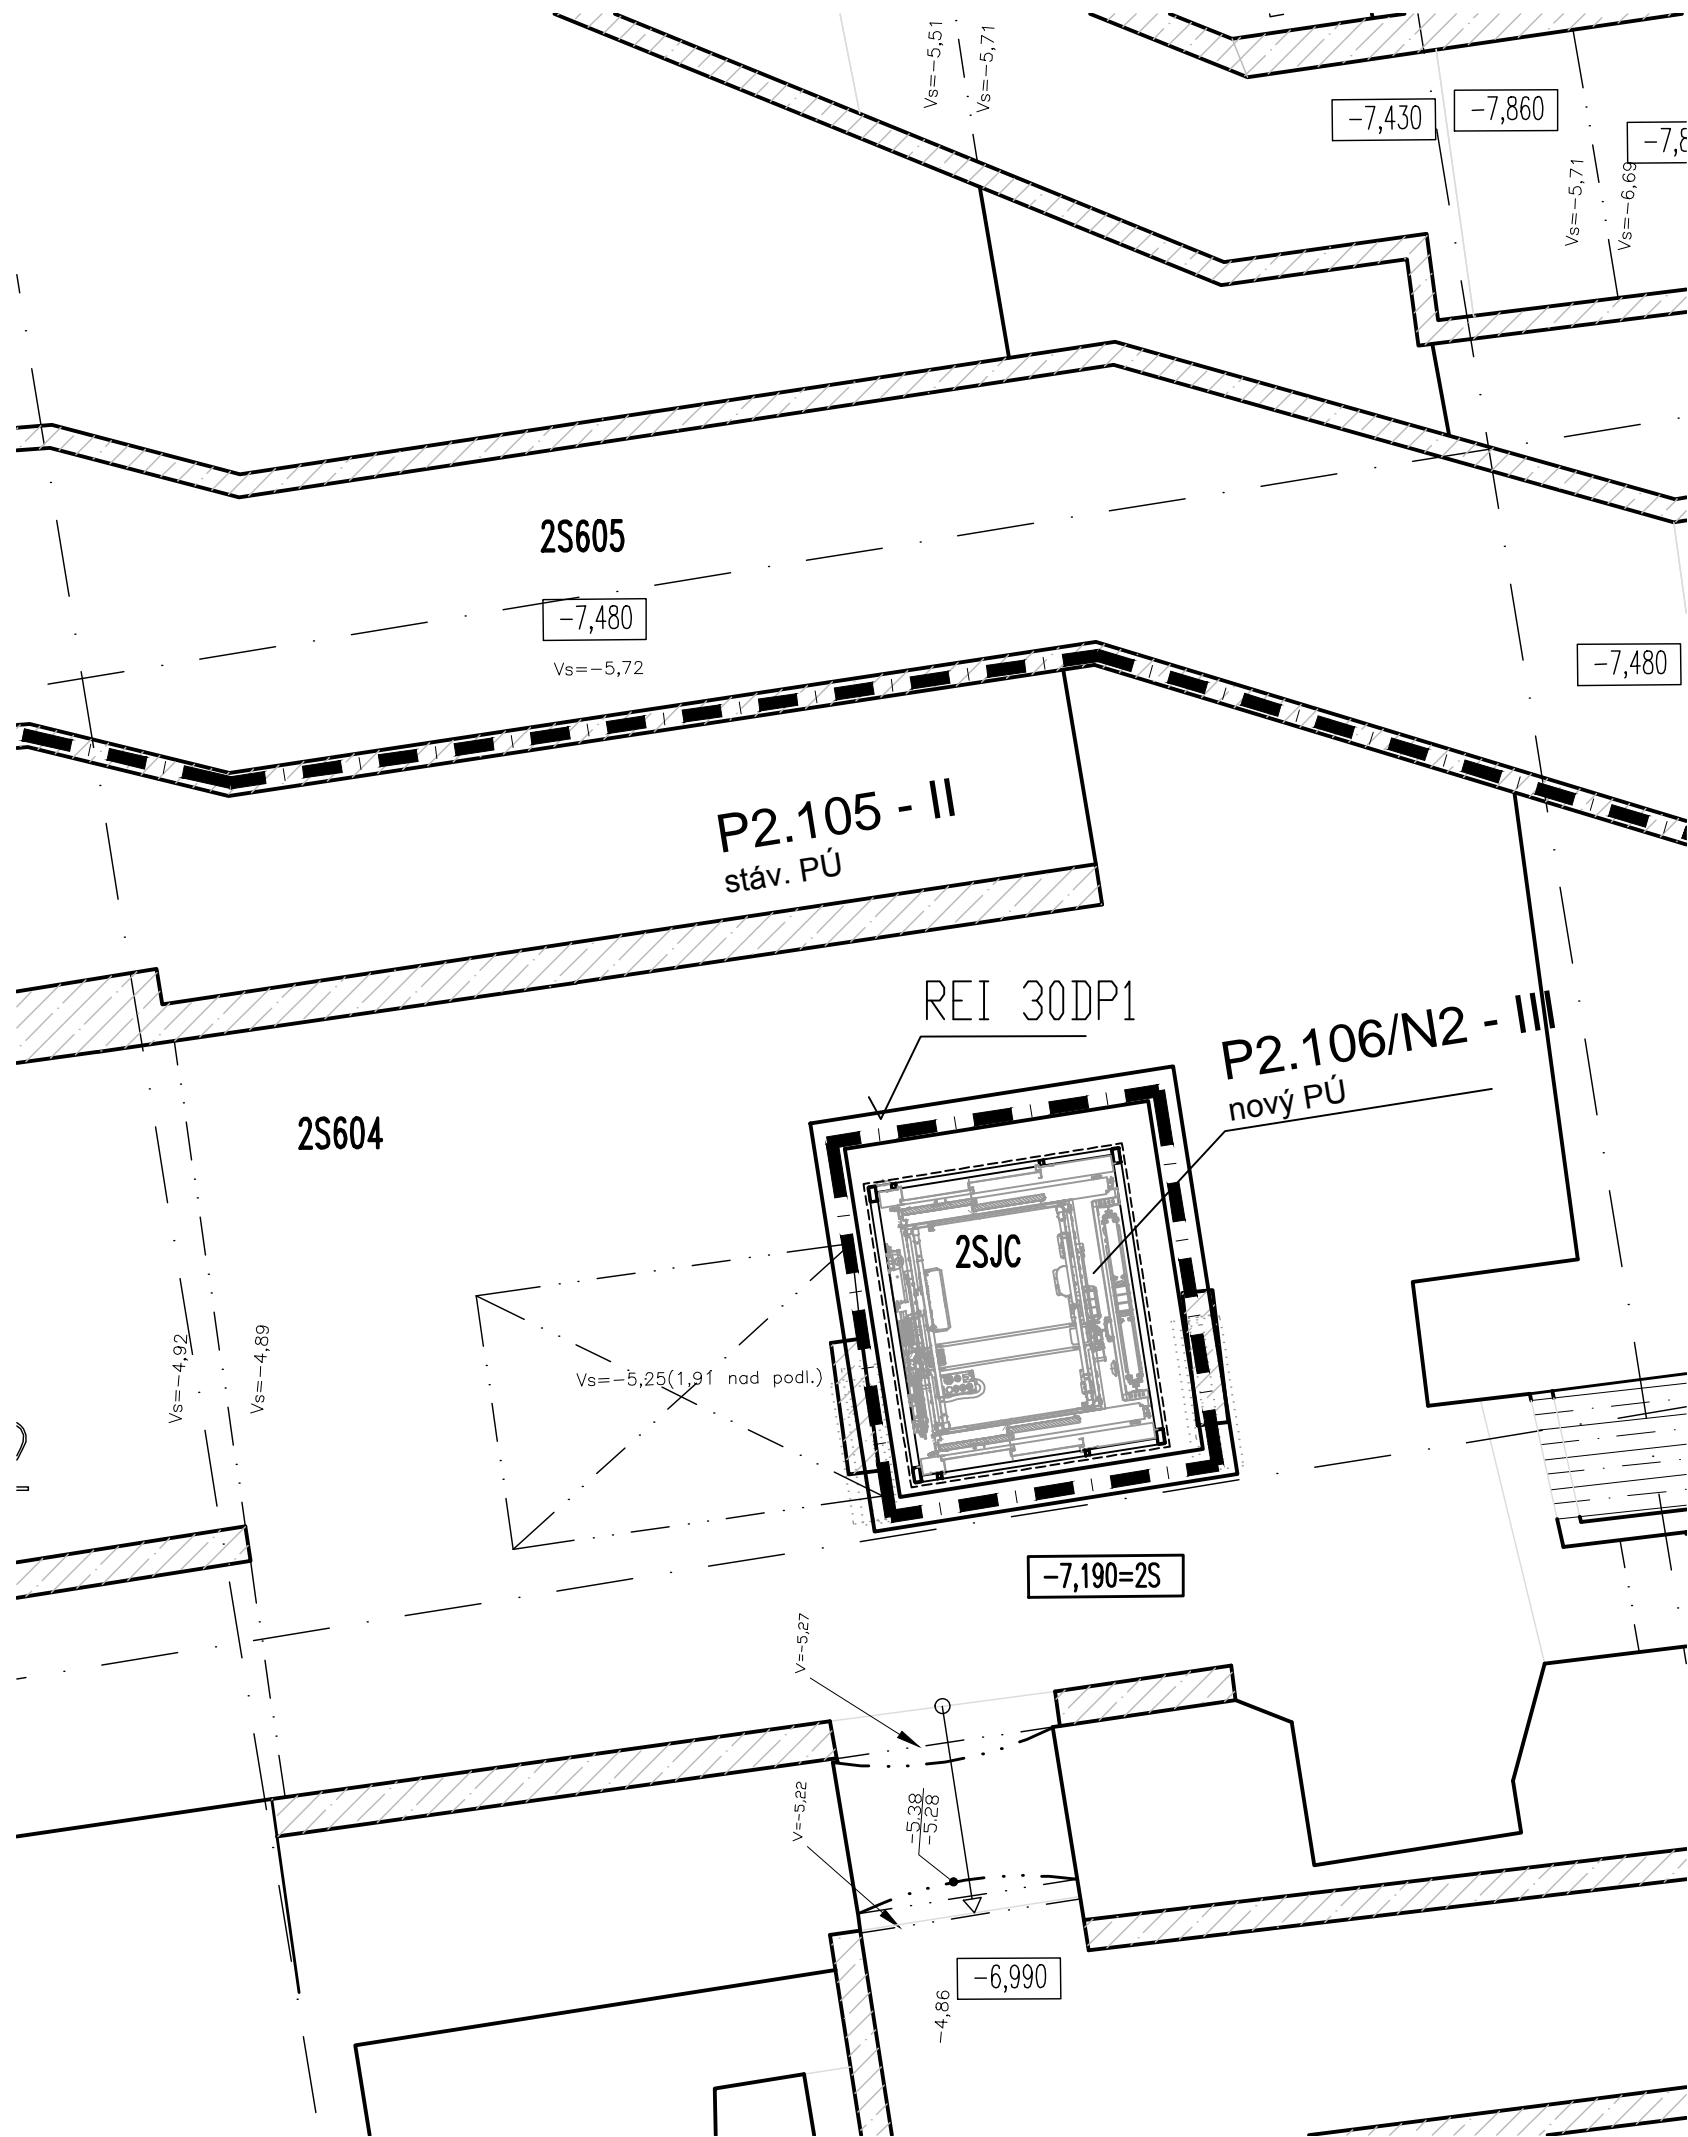 Vs=-5,51
Vs=-5,71
-7,430
-7,860
Vs=-5,71
Vs=-6,69
2S605
-7,480
Vs=-5,72
-7,480
P2.105 - II
stáv. PÚ
REI 30DP1
P2.106/N2 - III
nový PÚ
2S604
2SJC
Vs=-4,92
Vs=-4,89
Vs=-5,25(1,91 nad podl.)
-7,190=2S
V=-5,27
V=-5,22
-5,38
-5,28
-6,990
-4,86